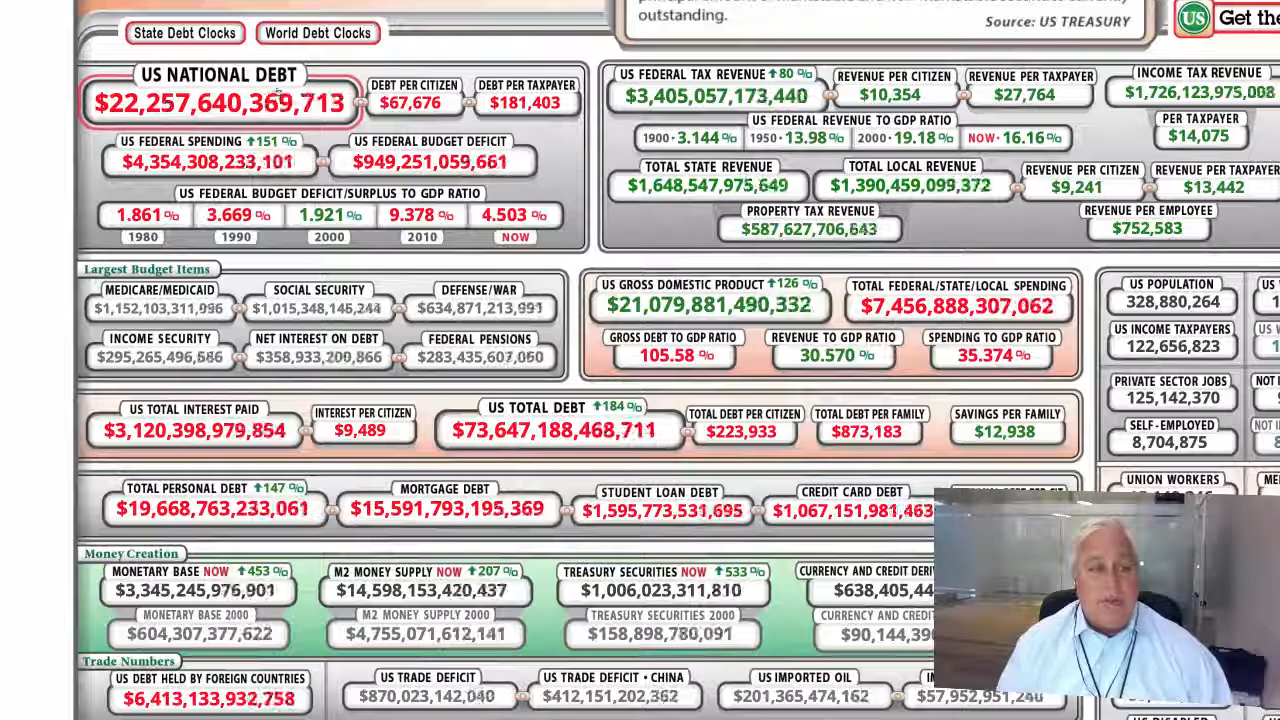 outstanding.
Source: US TREASURY
US Get the
State Debt Clocks
World Debt Clocks
US NATIONAL DEBT
$22,257,640,369,713
DEBT PER CITIZEN
$67,676
DEBT PER TAXPAYER
$181,403
US FEDERAL SPENDING ↑151 %
$4,354,308,233,101
US FEDERAL BUDGET DEFICIT
$949,251,059,661
US FEDERAL BUDGET DEFICIT/SURPLUS TO GDP RATIO
1.861 % 3.669 % 1.921 % 9.378 % 4.503 %
1980 1990 2000 2010 NOW
US FEDERAL TAX REVENUE ↑80 %
$3,405,057,173,440
REVENUE PER CITIZEN
$10,354
REVENUE PER TAXPAYER
$27,764
INCOME TAX REVENUE
$1,726,123,975,008
US FEDERAL REVENUE TO GDP RATIO
1900 • 3.144 % 1950 • 13.98 % 2000 • 19.18 % NOW • 16.16 %
PER TAXPAYER
$14,075
TOTAL STATE REVENUE
$1,648,547,975,649
TOTAL LOCAL REVENUE
$1,390,459,099,372
REVENUE PER CITIZEN
$9,241
REVENUE PER TAXPAYER
$13,442
PROPERTY TAX REVENUE
$587,627,706,643
REVENUE PER EMPLOYEE
$752,583
Largest Budget Items
MEDICARE/MEDICAID
SOCIAL SECURITY
$1,015,348,145,244
DEFENSE/WAR
$634,871,213,991
INCOME SECURITY
$295,265,496,586
NET INTEREST ON DEBT
$358,933,200,866
FEDERAL PENSIONS
$283,435,607,060
US GROSS DOMESTIC PRODUCT ↑126 %
$21,079,881,490,332
TOTAL FEDERAL/STATE/LOCAL SPENDING
$7,456,888,307,062
GROSS DEBT TO GDP RATIO
105.58 %
REVENUE TO GDP RATIO
30.570 %
SPENDING TO GDP RATIO
35.374 %
US POPULATION
328,880,264
US INCOME TAXPAYERS
122,656,823
PRIVATE SECTOR JOBS
125,142,370
SELF-EMPLOYED
8,704,875
UNION WORKERS
US TOTAL INTEREST PAID
$3,120,398,979,854
INTEREST PER CITIZEN
$9,489
US TOTAL DEBT ↑184 %
$73,647,188,468,711
TOTAL DEBT PER CITIZEN
$223,933
TOTAL DEBT PER FAMILY
$873,183
SAVINGS PER FAMILY
$12,938
TOTAL PERSONAL DEBT ↑147 %
$19,668,763,233,061
MORTGAGE DEBT
$15,591,793,195,369
STUDENT LOAN DEBT
$1,595,773,531,695
CREDIT CARD DEBT
$1,067,151,981,463
Money Creation
MONETARY BASE NOW ↑453 %
$3,345,245,976,901
M2 MONEY SUPPLY NOW ↑207 %
$14,598,153,420,437
TREASURY SECURITIES NOW ↑533 %
$1,006,023,311,810
CURRENCY AND CREDIT DERI
$638,405,44
MONETARY BASE 2000
$604,307,377,622
M2 MONEY SUPPLY 2000
$4,755,071,612,141
TREASURY SECURITIES 2000
$158,898,780,091
CURRENCY AND CREDIT
$90,144,390
Trade Numbers
US DEBT HELD BY FOREIGN COUNTRIES
$6,413,133,932,758
US TRADE DEFICIT
$870,023,142,040
US TRADE DEFICIT • CHINA
$412,151,202,362
US IMPORTED OIL
$201,365,474,162
$57,952,951,240